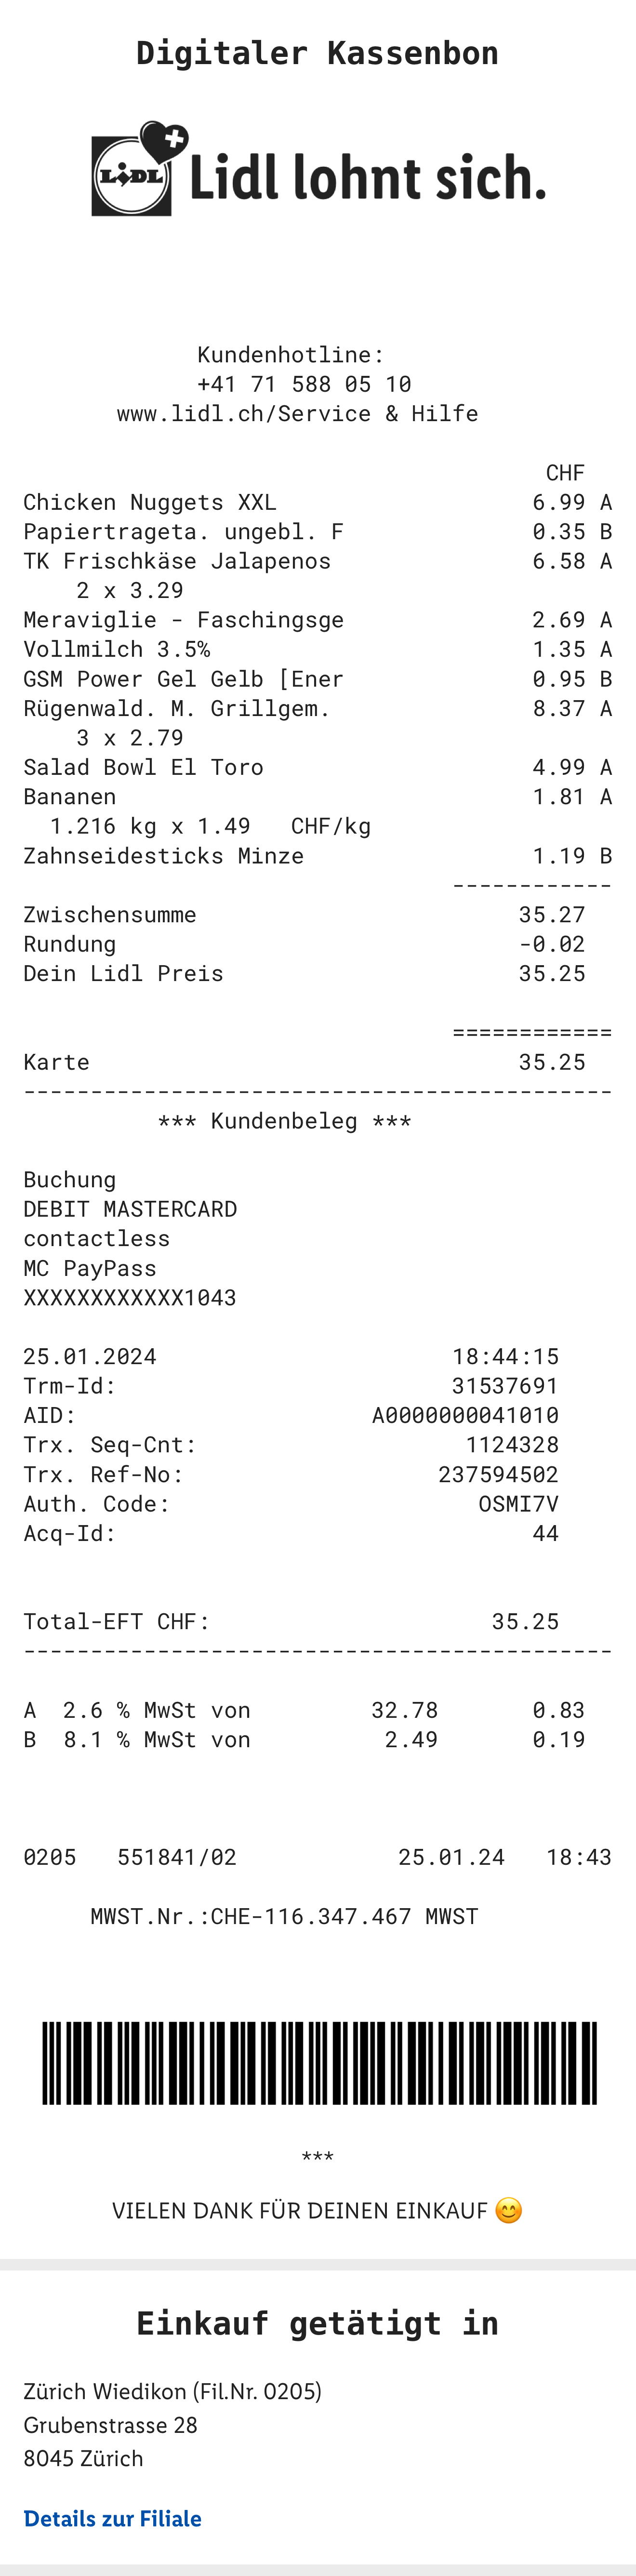 Digitaler Kassenbon
LIDL Lidl lohnt sich.
Kundenhotline:
+41 71 588 05 10
www.lidl.ch/Service & Hilfe
CHF
Chicken Nuggets XXL 6.99 A
Papiertrageta. ungebl. F 0.35 B
TK Frischkäse Jalapenos 6.58 A
2 x 3.29
Meraviglie - Faschingsge 2.69 A
Vollmilch 3.5% 1.35 A
GSM Power Gel Gelb [Ener 0.95 B
Rügenwald. M. Grillgem. 8.37 A
3 x 2.79
Salad Bowl El Toro 4.99 A
Bananen 1.81 A
1.216 kg x 1.49 CHF/kg
Zahnseidesticks Minze 1.19 B
------------
Zwischensumme 35.27
Rundung -0.02
Dein Lidl Preis 35.25
============
Karte 35.25
--------------------------------------------
*** Kundenbeleg ***
Buchung
DEBIT MASTERCARD
contactless
MC PayPass
XXXXXXXXXXXX1043
25.01.2024 18:44:15
Trm-Id: 31537691
AID: A0000000041010
Trx. Seq-Cnt: 1124328
Trx. Ref-No: 237594502
Auth. Code: OSMI7V
Acq-Id: 44
Total-EFT CHF: 35.25
--------------------------------------------
A 2.6 % MwSt von 32.78 0.83
B 8.1 % MwSt von 2.49 0.19
0205 551841/02 25.01.24 18:43
MWST.Nr.:CHE-116.347.467 MWST
***
VIELEN DANK FÜR DEINEN EINKAUF 😊
Einkauf getätigt in
Zürich Wiedikon (Fil.Nr. 0205)
Grubenstrasse 28
8045 Zürich
Details zur Filiale